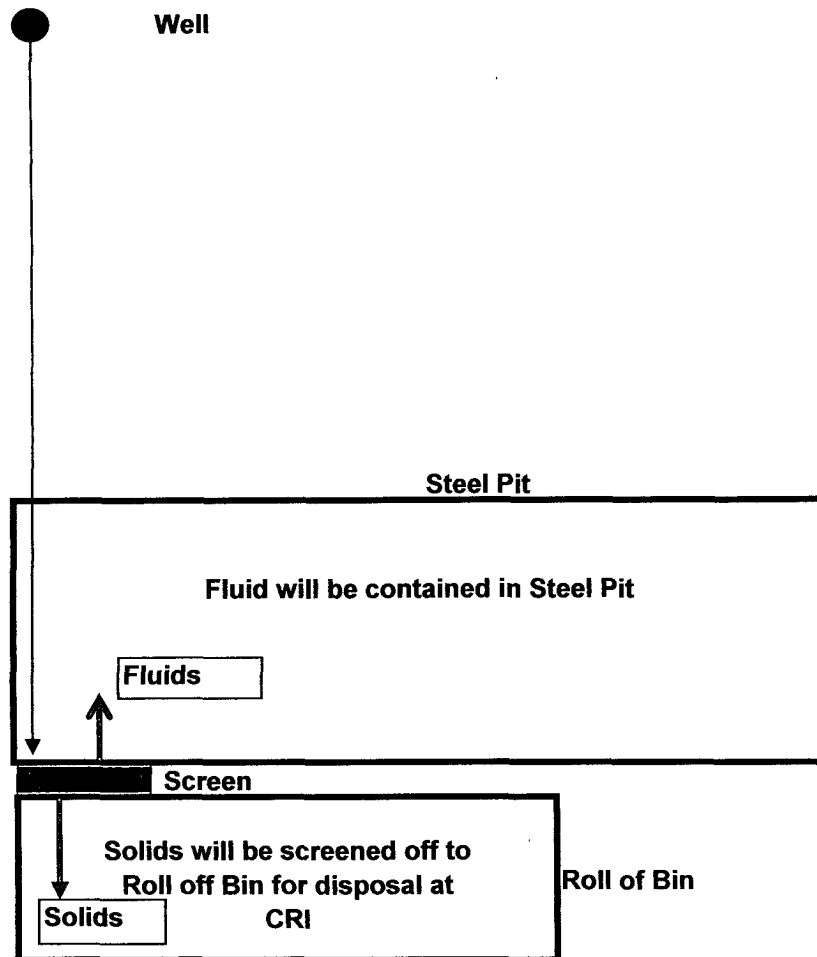 Well
Steel Pit
Fluid will be contained in Steel Pit
Fluids
Screen
Solids will be screened off to
Roll off Bin for disposal at
CRI
Roll of Bin
Solids